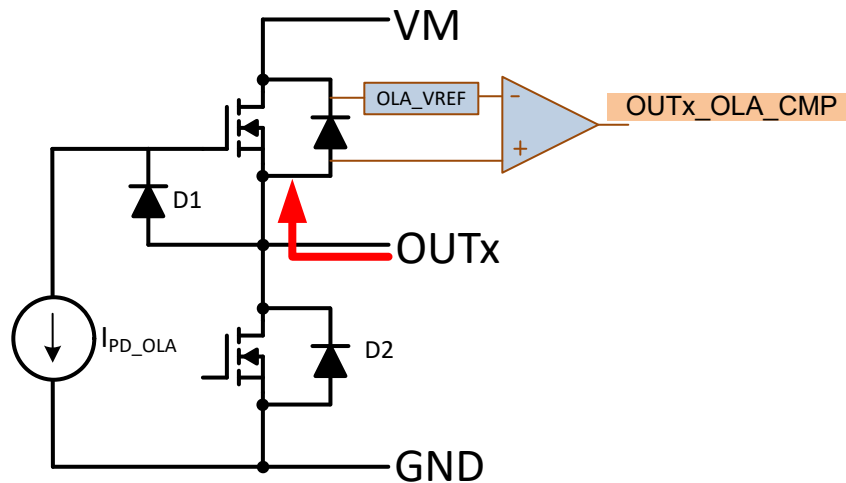 VM
OLA_VREF
-
+
OUTx_OLA_CMP
D1
OUTx
IPD_OLA
D2
GND